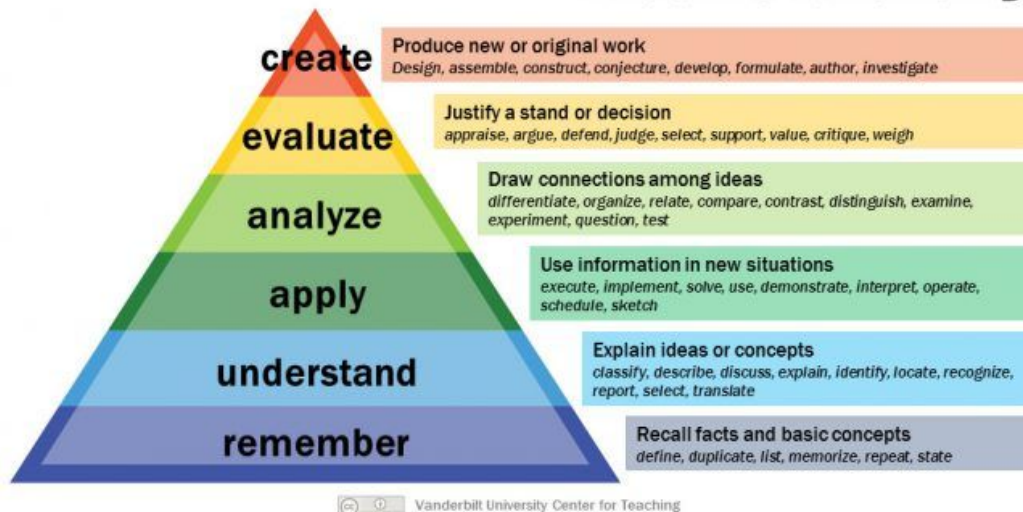 create
Produce new or original work
Design, assemble, construct, conjecture, develop, formulate, author, investigate
evaluate
Justify a stand or decision
appraise, argue, defend, judge, select, support, value, critique, weigh
analyze
Draw connections among ideas
differentiate, organize, relate, compare, contrast, distinguish, examine,
experiment, question, test
apply
Use information in new situations
execute, implement, solve, use, demonstrate, interpret, operate,
schedule, sketch
understand
Explain ideas or concepts
classify, describe, discuss, explain, identify, locate, recognize,
report, select, translate
remember
Recall facts and basic concepts
define, duplicate, list, memorize, repeat, state
cc Vanderbilt University Center for Teaching